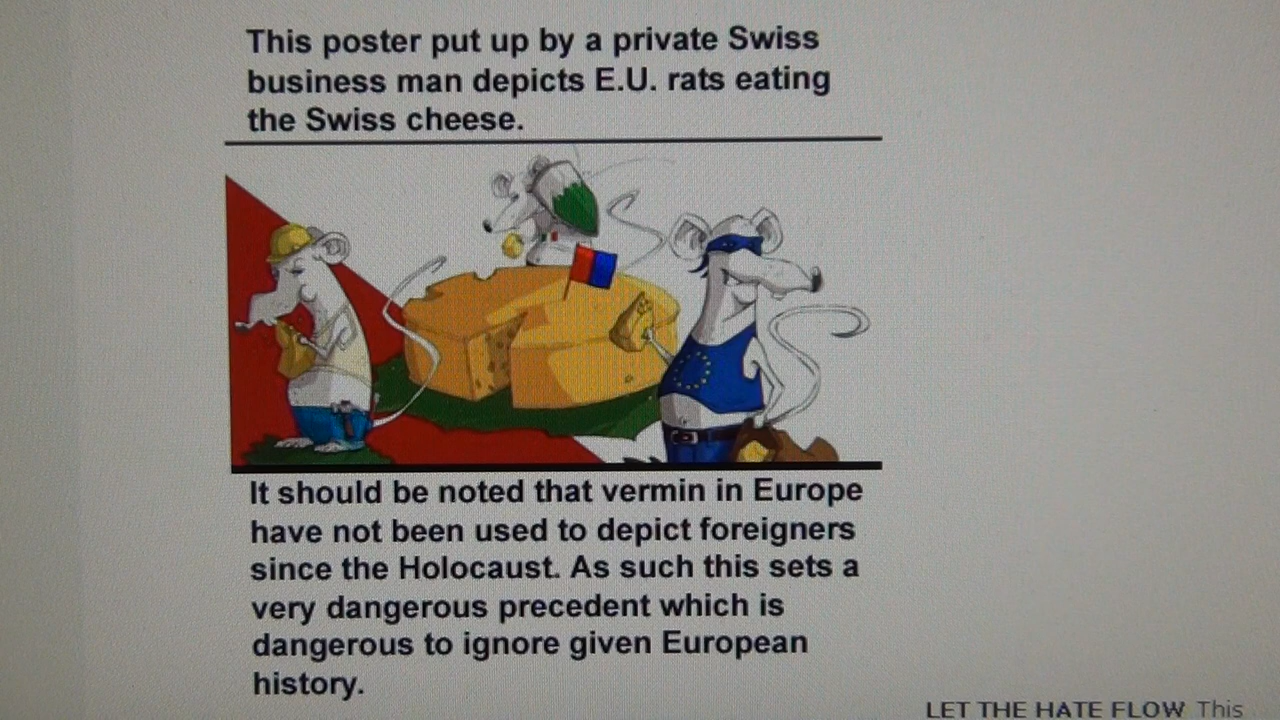 This poster put up by a private Swiss
business man depicts E.U. rats eating
the Swiss cheese.
It should be noted that vermin in Europe
have not been used to depict foreigners
since the Holocaust. As such this sets a
very dangerous precedent which is
dangerous to ignore given European
history.
LET THE HATE FLOW This